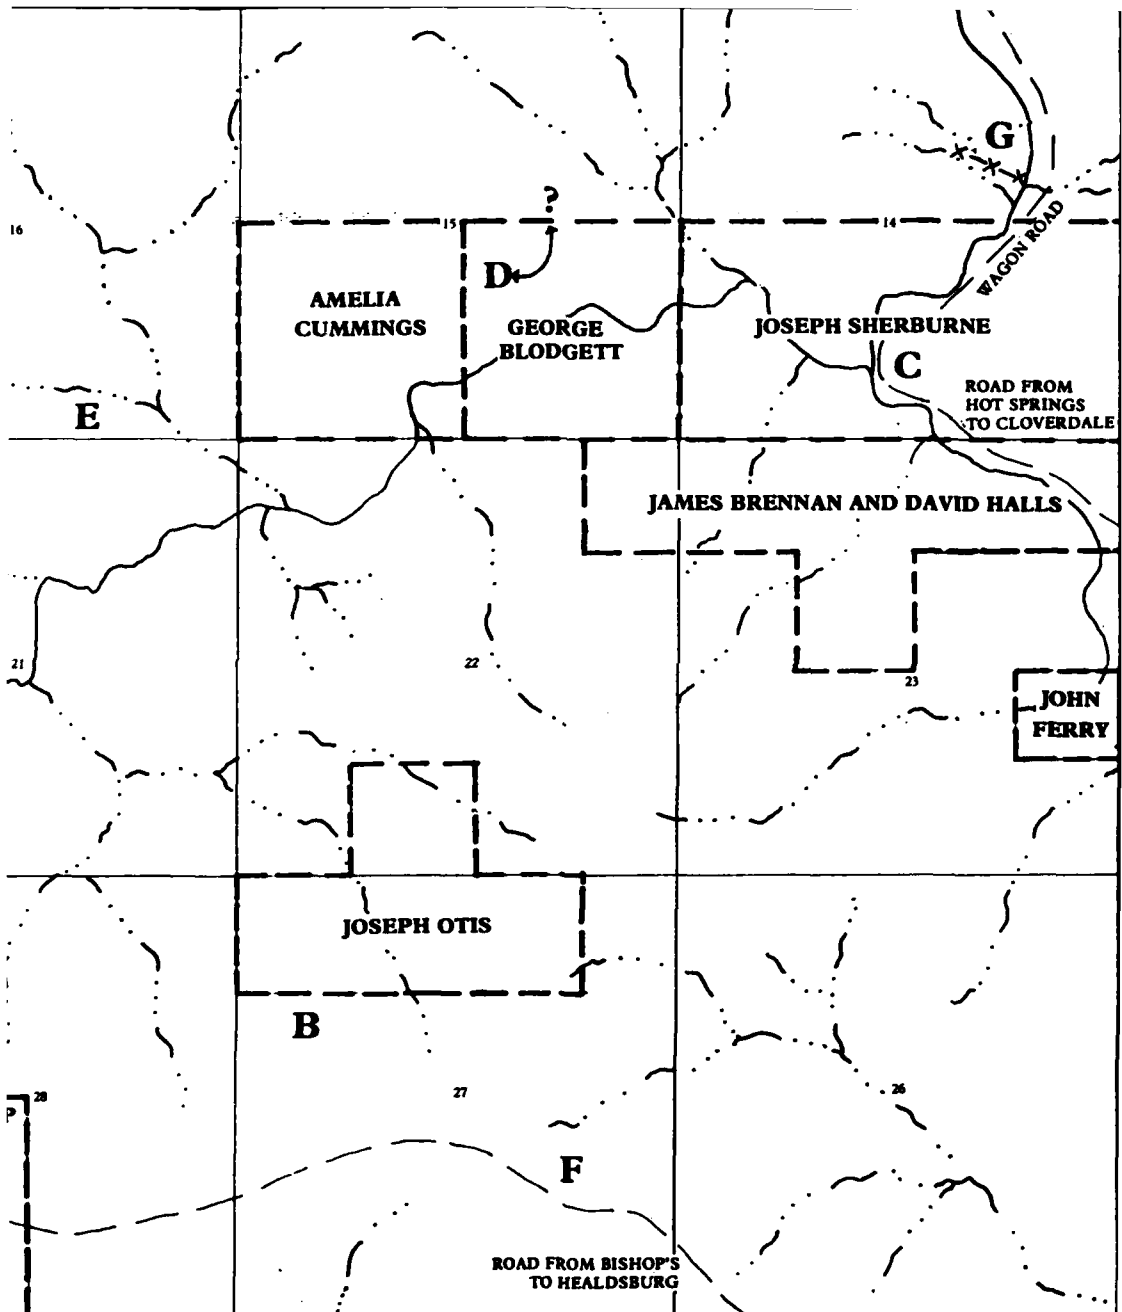 G
16
15
?
14
WAGON ROAD
D
AMELIA
CUMMINGS
GEORGE
BLODGETT
JOSEPH SHERBURNE
C
ROAD FROM
HOT SPRINGS
TO CLOVERDALE
E
JAMES BRENNAN AND DAVID HALLS
21
22
23
JOHN
FERRY
JOSEPH OTIS
B
28
27
26
P
F
ROAD FROM BISHOP'S
TO HEALDSBURG